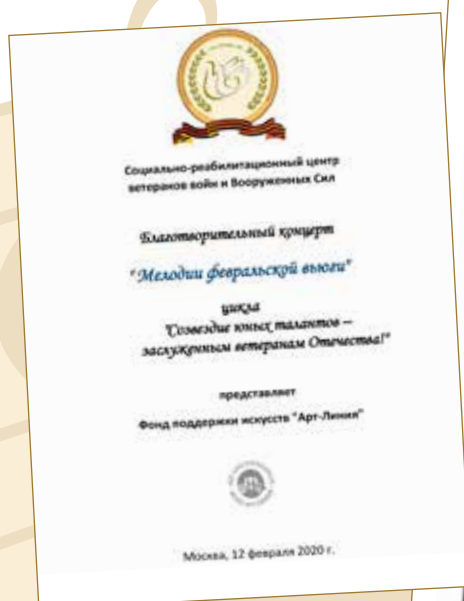 Социально-реабилитационный центр
ветеранов войн и Вооруженных Сил
Благотворительный концерт
"Мелодии февральской вьюги"
цикла
"Созвездие юных талантов –
заслуженным ветеранам Отечества!"
представляет
Фонд поддержки искусств "Арт-Линия"
Москва, 12 февраля 2020 г.